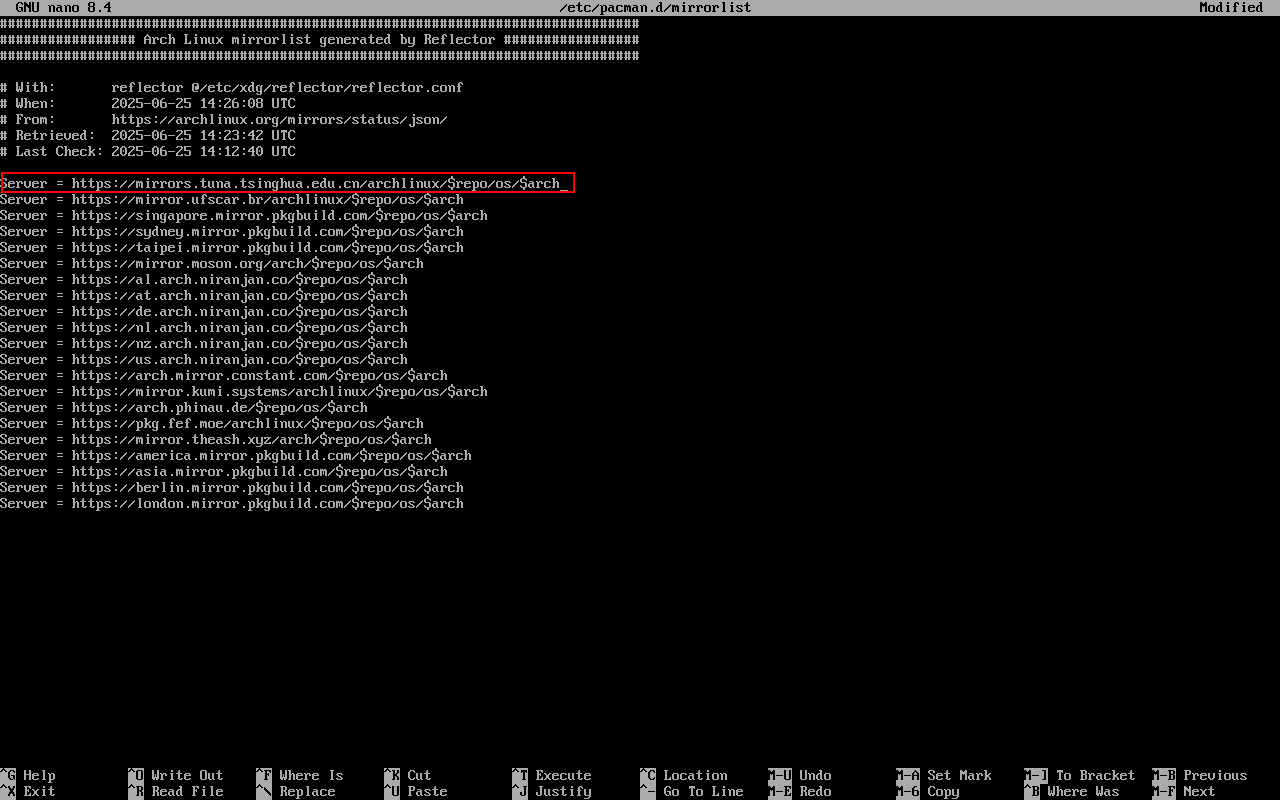 GNU nano 8.4 /etc/pacman.d/mirrorlist Modified
################################################################################
################# Arch Linux mirrorlist generated by Reflector #################
################################################################################
# With: reflector @/etc/xdg/reflector/reflector.conf
# When: 2025-06-25 14:26:08 UTC
# From: https://archlinux.org/mirrors/status/json/
# Retrieved: 2025-06-25 14:23:42 UTC
# Last Check: 2025-06-25 14:12:40 UTC
Server = https://mirrors.tuna.tsinghua.edu.cn/archlinux/$repo/os/$arch_
Server = https://mirror.ufscar.br/archlinux/$repo/os/$arch
Server = https://singapore.mirror.pkgbuild.com/$repo/os/$arch
Server = https://sydney.mirror.pkgbuild.com/$repo/os/$arch
Server = https://taipei.mirror.pkgbuild.com/$repo/os/$arch
Server = https://mirror.moson.org/arch/$repo/os/$arch
Server = https://al.arch.niranjan.co/$repo/os/$arch
Server = https://at.arch.niranjan.co/$repo/os/$arch
Server = https://de.arch.niranjan.co/$repo/os/$arch
Server = https://nl.arch.niranjan.co/$repo/os/$arch
Server = https://nz.arch.niranjan.co/$repo/os/$arch
Server = https://us.arch.niranjan.co/$repo/os/$arch
Server = https://arch.mirror.constant.com/$repo/os/$arch
Server = https://mirror.kumi.systems/archlinux/$repo/os/$arch
Server = https://arch.phinau.de/$repo/os/$arch
Server = https://pkg.fef.moe/archlinux/$repo/os/$arch
Server = https://mirror.theash.xyz/arch/$repo/os/$arch
Server = https://america.mirror.pkgbuild.com/$repo/os/$arch
Server = https://asia.mirror.pkgbuild.com/$repo/os/$arch
Server = https://berlin.mirror.pkgbuild.com/$repo/os/$arch
Server = https://london.mirror.pkgbuild.com/$repo/os/$arch
^G Help ^O Write Out ^F Where Is ^K Cut ^T Execute ^C Location M-U Undo M-A Set Mark M-] To Bracket M-B Previous
^X Exit ^R Read File ^\ Replace ^U Paste ^J Justify ^- Go To Line M-E Redo M-6 Copy ^B Where Was M-F Next